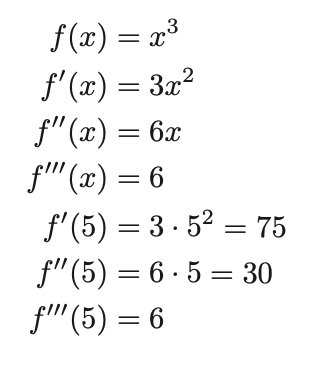 f(x) = x³
f′(x) = 3x²
f″(x) = 6x
f‴(x) = 6
f′(5) = 3 · 5² = 75
f″(5) = 6 · 5 = 30
f‴(5) = 6